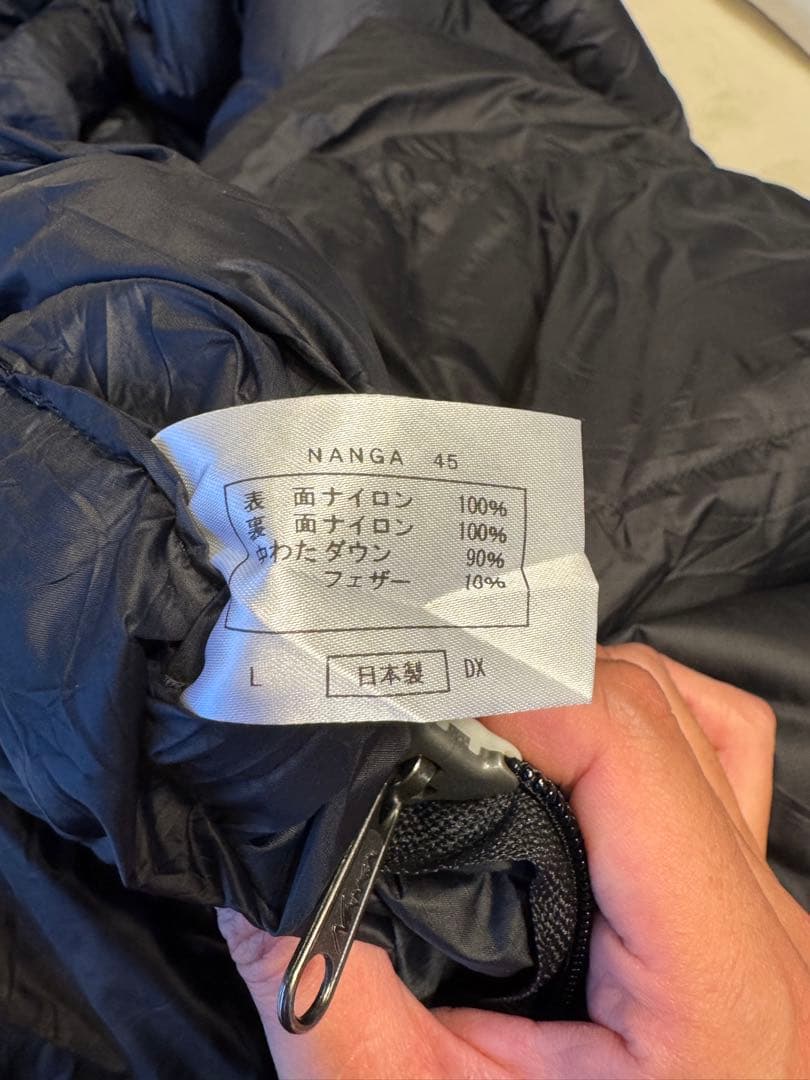 NANGA 45
表 面 ナイロン 100%
裏 面 ナイロン 100%
中わた ダウン 90%
フェザー 10%
L 日本製 DX